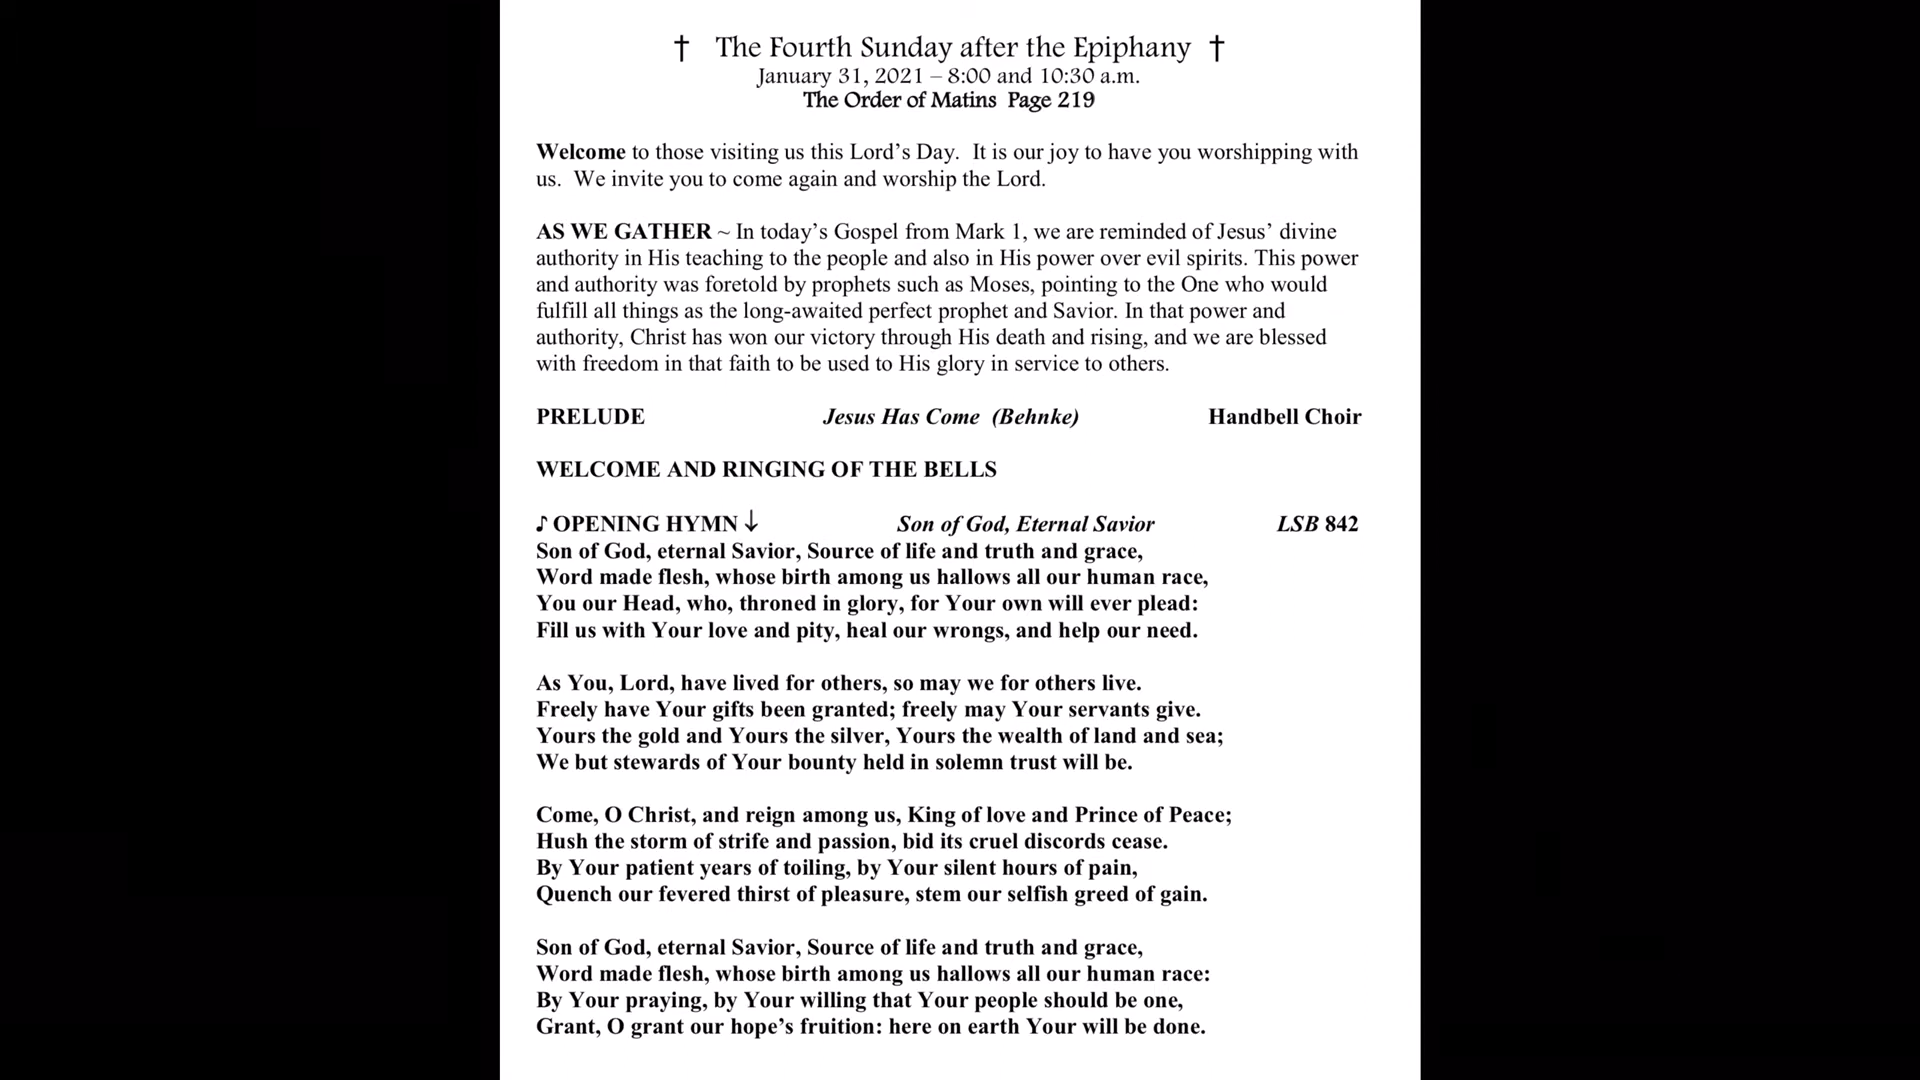 † The Fourth Sunday after the Epiphany †
January 31, 2021 – 8:00 and 10:30 a.m.
The Order of Matins Page 219
Welcome to those visiting us this Lord’s Day. It is our joy to have you worshipping with
us. We invite you to come again and worship the Lord.
AS WE GATHER ~ In today’s Gospel from Mark 1, we are reminded of Jesus’ divine
authority in His teaching to the people and also in His power over evil spirits. This power
and authority was foretold by prophets such as Moses, pointing to the One who would
fulfill all things as the long-awaited perfect prophet and Savior. In that power and
authority, Christ has won our victory through His death and rising, and we are blessed
with freedom in that faith to be used to His glory in service to others.
PRELUDE Jesus Has Come (Behnke) Handbell Choir
WELCOME AND RINGING OF THE BELLS
♪ OPENING HYMN ↓ Son of God, Eternal Savior LSB 842
Son of God, eternal Savior, Source of life and truth and grace,
Word made flesh, whose birth among us hallows all our human race,
You our Head, who, throned in glory, for Your own will ever plead:
Fill us with Your love and pity, heal our wrongs, and help our need.
As You, Lord, have lived for others, so may we for others live.
Freely have Your gifts been granted; freely may Your servants give.
Yours the gold and Yours the silver, Yours the wealth of land and sea;
We but stewards of Your bounty held in solemn trust will be.
Come, O Christ, and reign among us, King of love and Prince of Peace;
Hush the storm of strife and passion, bid its cruel discords cease.
By Your patient years of toiling, by Your silent hours of pain,
Quench our fevered thirst of pleasure, stem our selfish greed of gain.
Son of God, eternal Savior, Source of life and truth and grace,
Word made flesh, whose birth among us hallows all our human race:
By Your praying, by Your willing that Your people should be one,
Grant, O grant our hope’s fruition: here on earth Your will be done.